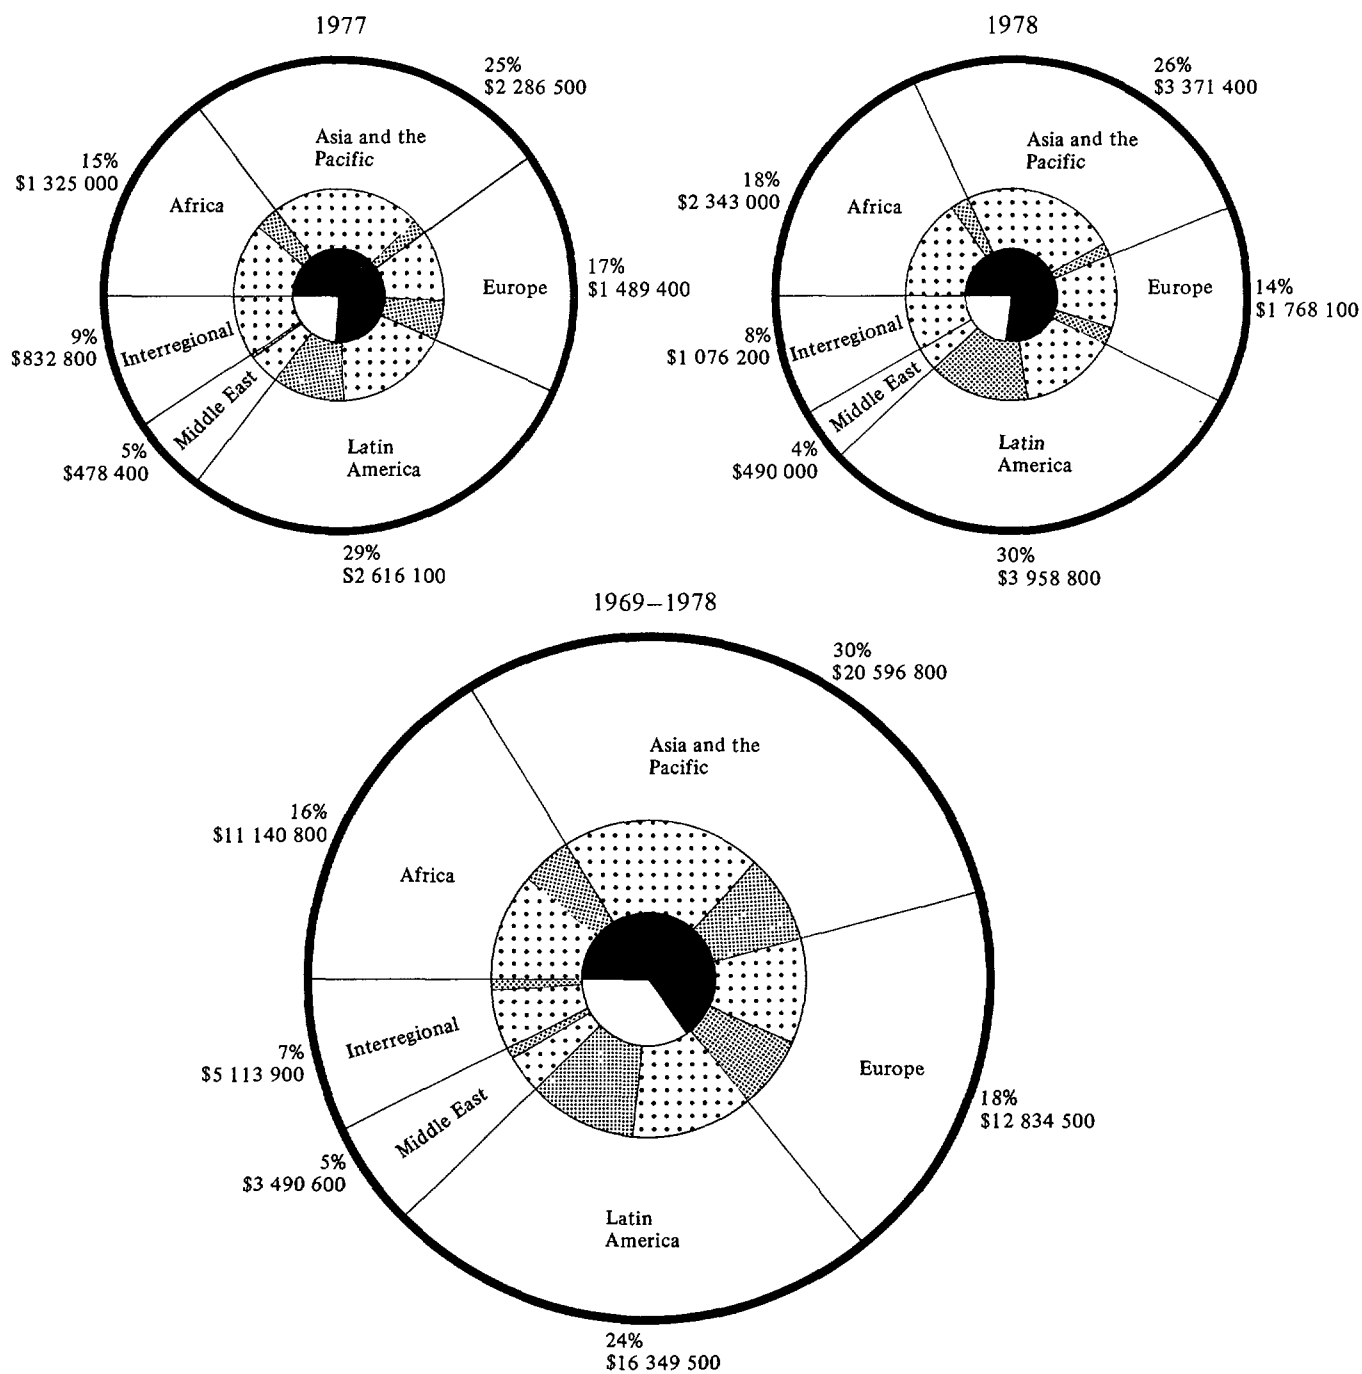 1977
25%
$2 286 500
Asia and the
Pacific
15%
$1 325 000
Africa
17%
$1 489 400
Europe
9%
$832 800
Interregional
Middle East
5%
$478 400
Latin
America
29%
$2 616 100
1978
26%
$3 371 400
Asia and the
Pacific
18%
$2 343 000
Africa
14%
$1 768 100
Europe
8%
$1 076 200
Interregional
Middle East
4%
$490 000
Latin
America
30%
$3 958 800
1969–1978
30%
$20 596 800
Asia and the
Pacific
16%
$11 140 800
Africa
7%
$5 113 900
Interregional
Middle East
5%
$3 490 600
Europe
18%
$12 834 500
Latin
America
24%
$16 349 500